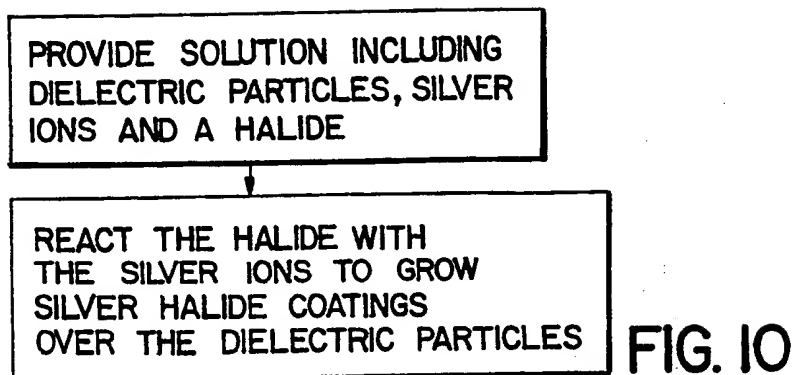 PROVIDE SOLUTION INCLUDING
DIELECTRIC PARTICLES, SILVER
IONS AND A HALIDE
REACT THE HALIDE WITH
THE SILVER IONS TO GROW
SILVER HALIDE COATINGS
OVER THE DIELECTRIC PARTICLES
FIG. 10